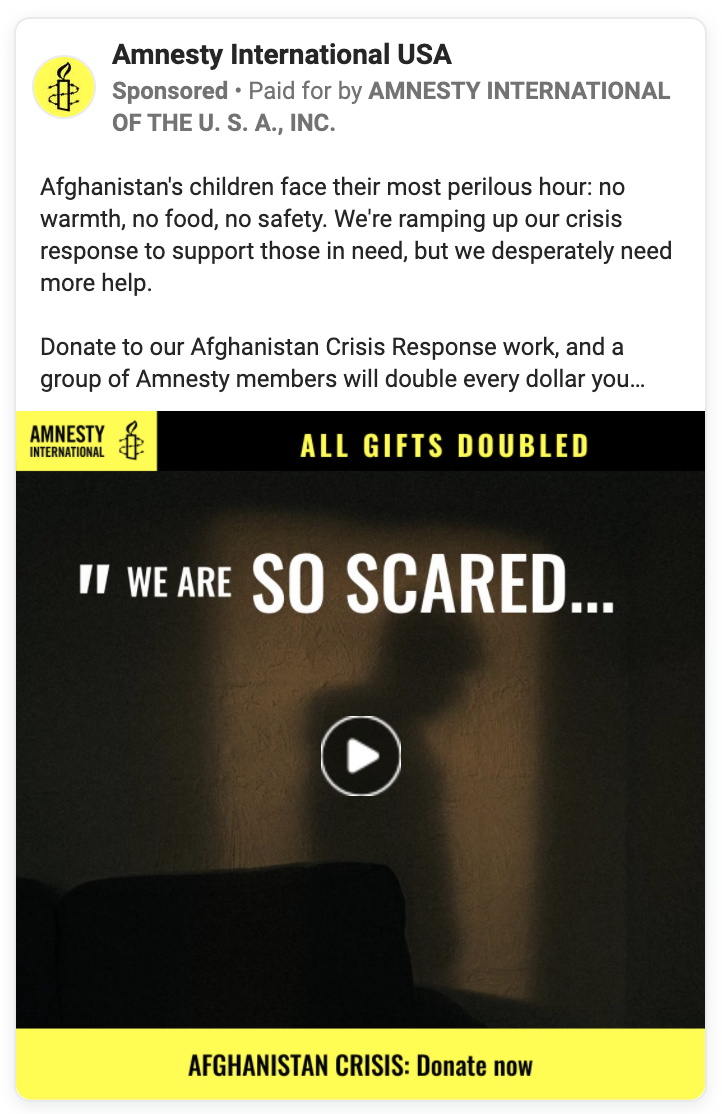 Amnesty International USA
Sponsored • Paid for by AMNESTY INTERNATIONAL
OF THE U. S. A., INC.
Afghanistan's children face their most perilous hour: no
warmth, no food, no safety. We're ramping up our crisis
response to support those in need, but we desperately need
more help.
Donate to our Afghanistan Crisis Response work, and a
group of Amnesty members will double every dollar you...
AMNESTY
INTERNATIONAL
ALL GIFTS DOUBLED
" WE ARE SO SCARED...
AFGHANISTAN CRISIS: Donate now